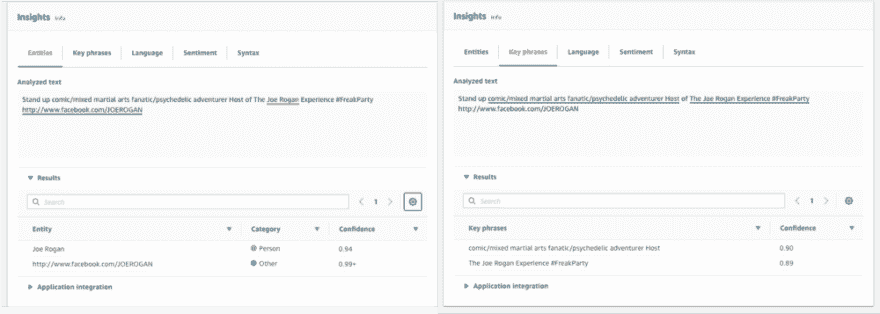 Insights Info
Entities
Key phrases
Language
Sentiment
Syntax
Analyzed text
Stand up comic/mixed martial arts fanatic/psychedelic adventurer Host of The Joe Rogan Experience #FreakParty
http://www.facebook.com/JOEROGAN
Results
Search
1
Entity Category Confidence
Joe Rogan Person 0.94
http://www.facebook.com/JOEROGAN Other 0.99+
Application integration
Insights Info
Entities
Key phrases
Language
Sentiment
Syntax
Analyzed text
Stand up comic/mixed martial arts fanatic/psychedelic adventurer Host of The Joe Rogan Experience #FreakParty
http://www.facebook.com/JOEROGAN
Results
Search
1
Key phrases Confidence
comic/mixed martial arts fanatic/psychedelic adventurer Host 0.90
The Joe Rogan Experience #FreakParty 0.89
Application integration